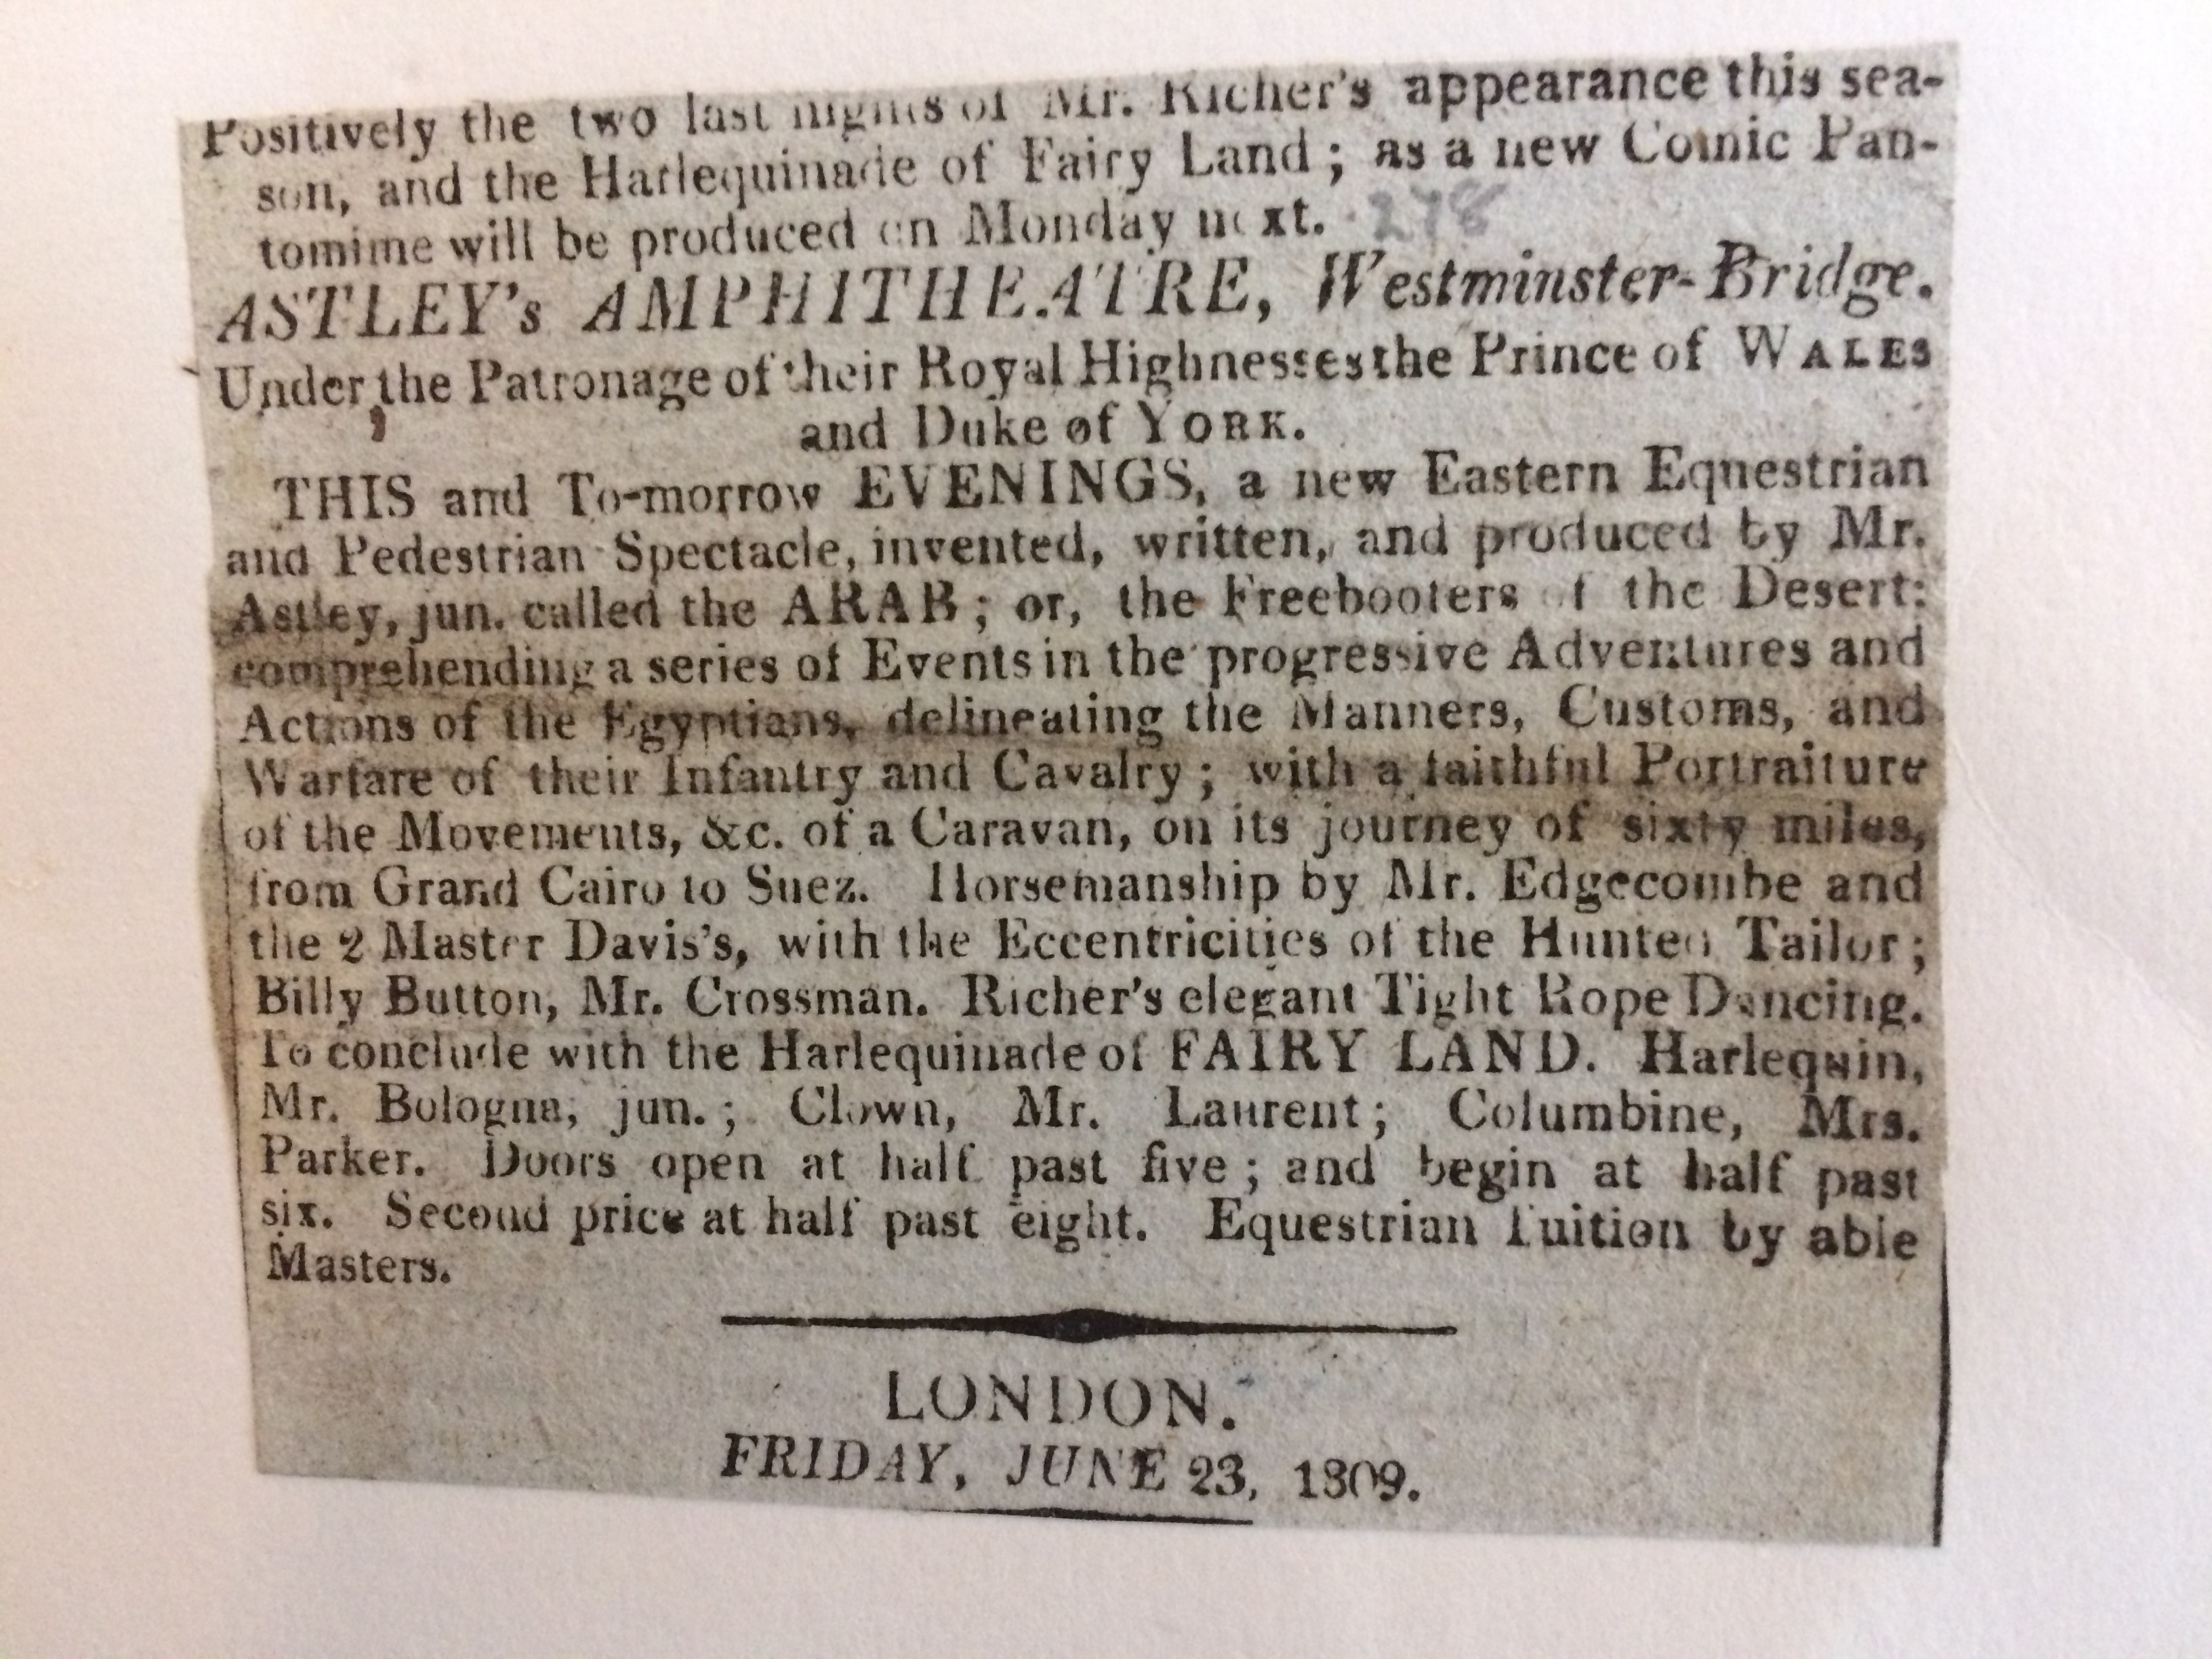 Positively the two last nights of Mr. Richer's appearance this sea-
son, and the Harlequinade of Fairy Land; as a new Comic Pan-
tomime will be produced on Monday next. 278
ASTLEY's AMPHITHEATRE, Westminster-Bridge.
Under the Patronage of their Royal Highnesses the Prince of WALES
and Duke of YORK.
THIS and To-morrow EVENINGS, a new Eastern Equestrian
and Pedestrian Spectacle, invented, written, and produced by Mr.
Astley, jun. called the ARAB; or, the Freebooters of the Desert:
comprehending a series of Events in the progressive Adventures and
Actions of the Egyptians, delineating the Manners, Customs, and
Warfare of their Infantry and Cavalry; with a faithful Portraiture
of the Movements, &c. of a Caravan, on its journey of sixty miles,
from Grand Cairo to Suez. Horsemanship by Mr. Edgecombe and
the 2 Master Davis's, with the Eccentricities of the Hunted Tailor;
Billy Button, Mr. Crossman. Richer's elegant Tight Rope Dancing.
To conclude with the Harlequinade of FAIRY LAND. Harlequin,
Mr. Bologna, jun.; Clown, Mr. Laurent; Columbine, Mrs.
Parker. Doors open at half past five; and begin at half past
six. Second price at half past eight. Equestrian Tuition by able
Masters.
LONDON.
FRIDAY, JUNE 23, 1809.